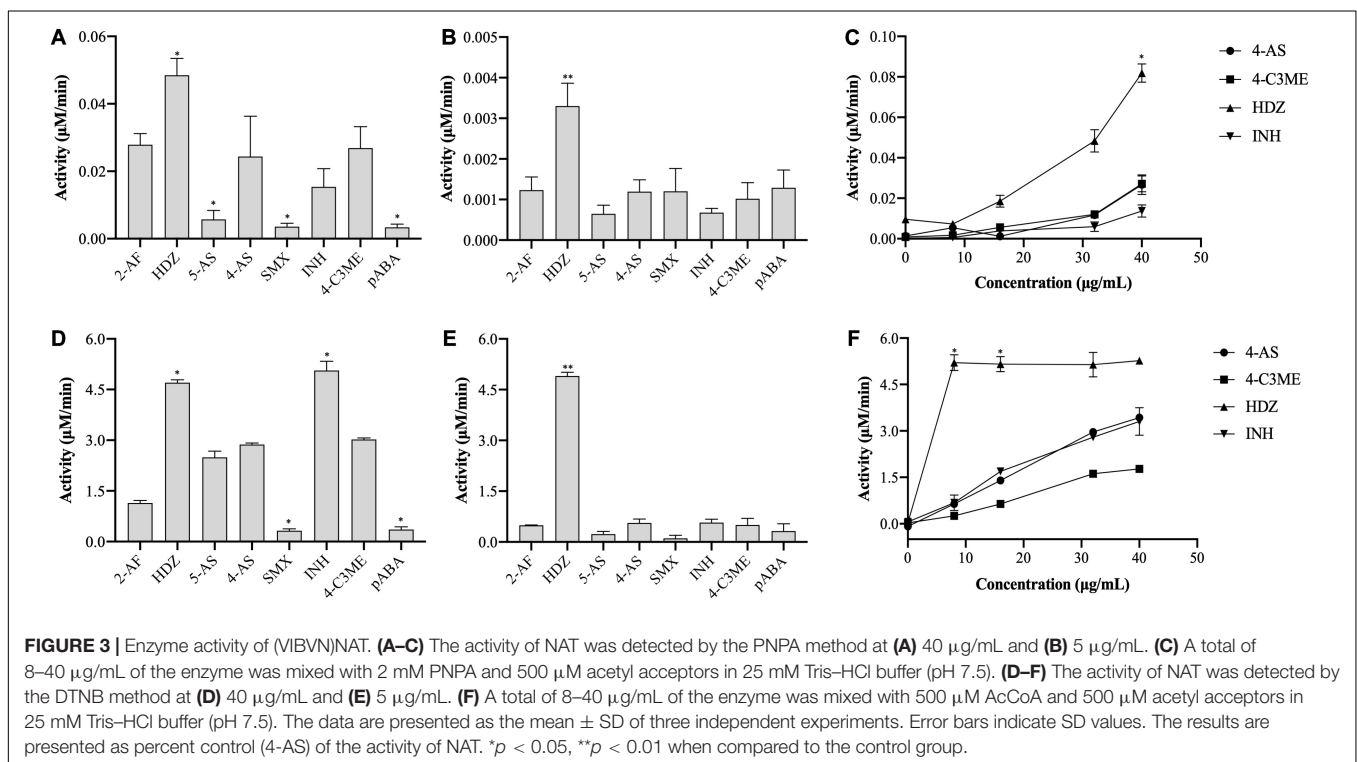 A
0.06
0.04
0.02
0.00
Activity (μM/min)
*
*
*
*
2-AF
HDZ
5-AS
4-AS
SMX
INH
4-C3ME
pABA
B
0.005
0.004
0.003
0.002
0.001
0.000
Activity (μM/min)
**
2-AF
HDZ
5-AS
4-AS
SMX
INH
4-C3ME
pABA
C
0.10
0.08
0.06
0.04
0.02
0.00
Activity (μM/min)
*
0
10
20
30
40
50
Concentration (μg/mL)
4-AS
4-C3ME
HDZ
INH
D
6.0
4.5
3.0
1.5
0.0
Activity (μM/min)
*
*
*
*
2-AF
HDZ
5-AS
4-AS
SMX
INH
4-C3ME
pABA
E
6.0
4.5
3.0
1.5
0.0
Activity (μM/min)
**
2-AF
HDZ
5-AS
4-AS
SMX
INH
4-C3ME
pABA
F
6.0
4.5
3.0
1.5
0.0
Activity (μM/min)
*
*
0
10
20
30
40
50
Concentration (μg/mL)
4-AS
4-C3ME
HDZ
INH
FIGURE 3 | Enzyme activity of (VIBVN)NAT. (A–C) The activity of NAT was detected by the PNPA method at (A) 40 μg/mL and (B) 5 μg/mL. (C) A total of
8–40 μg/mL of the enzyme was mixed with 2 mM PNPA and 500 μM acetyl acceptors in 25 mM Tris–HCl buffer (pH 7.5). (D–F) The activity of NAT was detected by
the DTNB method at (D) 40 μg/mL and (E) 5 μg/mL. (F) A total of 8–40 μg/mL of the enzyme was mixed with 500 μM AcCoA and 500 μM acetyl acceptors in
25 mM Tris–HCl buffer (pH 7.5). The data are presented as the mean ± SD of three independent experiments. Error bars indicate SD values. The results are
presented as percent control (4-AS) of the activity of NAT. *p < 0.05, **p < 0.01 when compared to the control group.